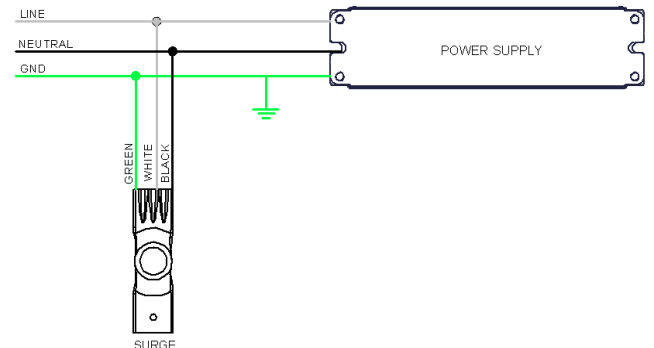 LINE
NEUTRAL
GND
POWER SUPPLY
GREEN
WHITE
BLACK
SURGE